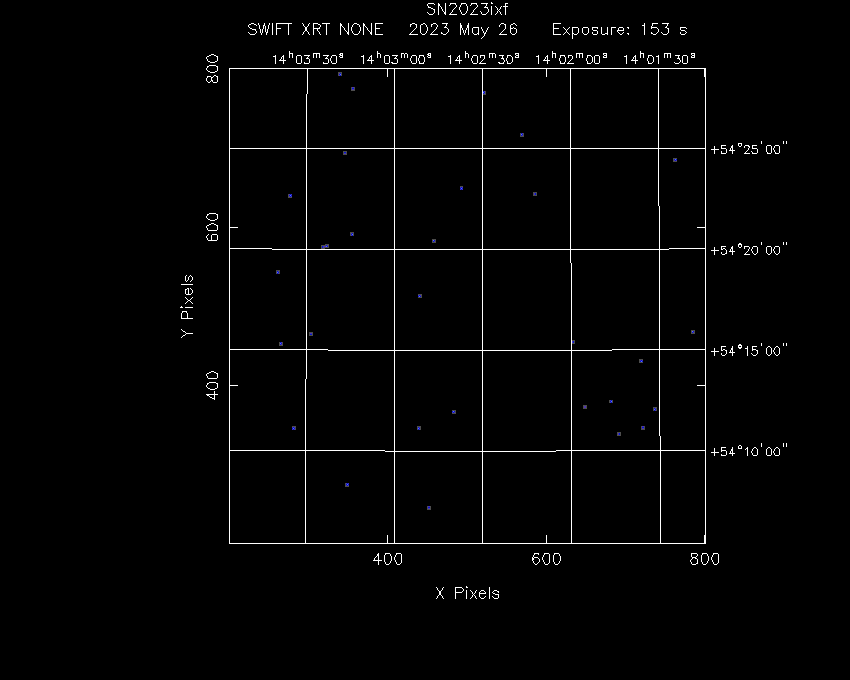 SN2023ixf
SWIFT XRT NONE 2023 May 26 Exposure: 153 s
14ʰ03ᵐ30ˢ 14ʰ03ᵐ00ˢ 14ʰ02ᵐ30ˢ 14ʰ02ᵐ00ˢ 14ʰ01ᵐ30ˢ
800
600
400
Y Pixels
+54°25'00"
+54°20'00"
+54°15'00"
+54°10'00"
400 600 800
X Pixels